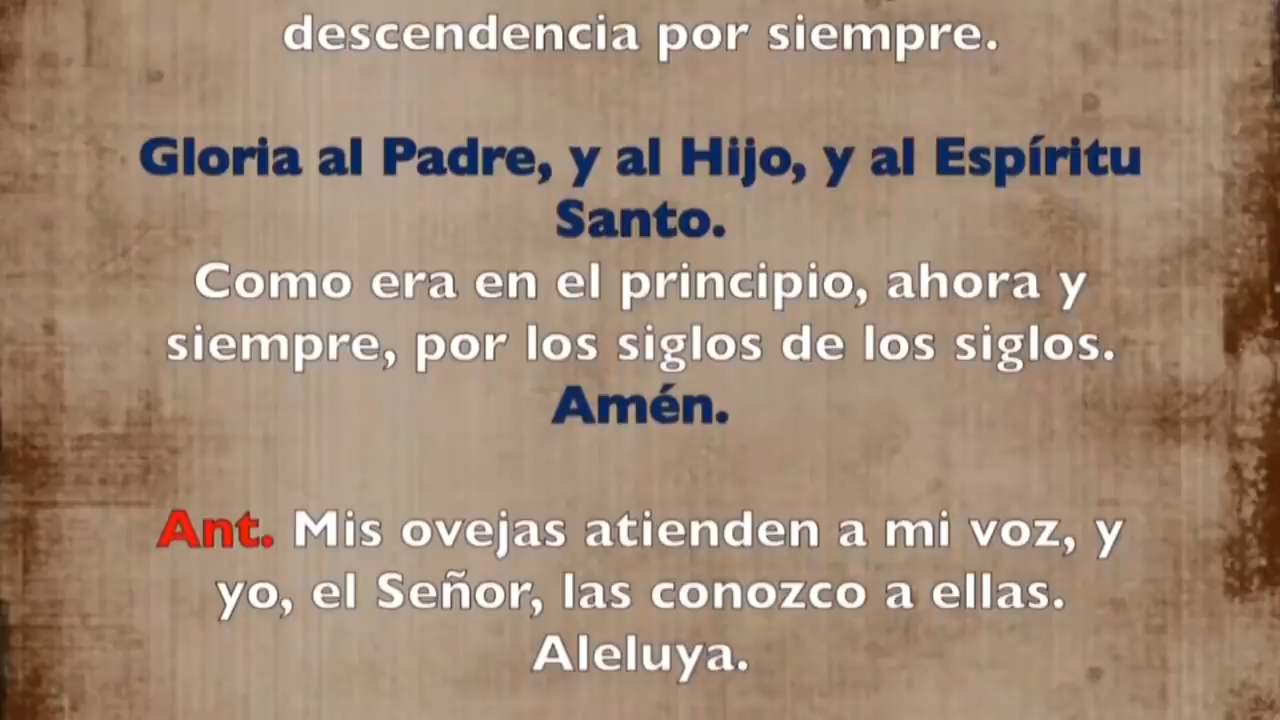 descendencia por siempre.
Gloria al Padre, y al Hijo, y al Espíritu
Santo.
Como era en el principio, ahora y
siempre, por los siglos de los siglos.
Amén.
Ant. Mis ovejas atienden a mi voz, y
yo, el Señor, las conozco a ellas.
Aleluya.